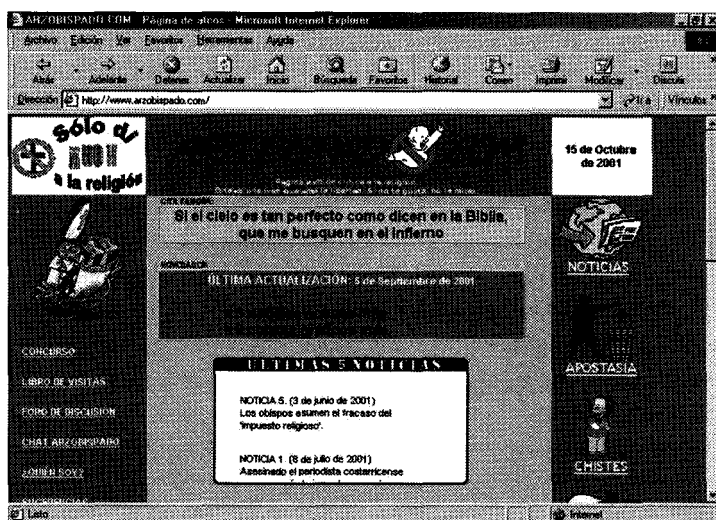 ARZOBISPADO.COM - Página de ateos - Microsoft Internet Explorer
Archivo Edición Ver Favoritos Herramientas Ayuda
Atrás Adelante Detener Actualizar Inicio Búsqueda Favoritos Historial Correo Imprimir Modificar Discutir
Dirección http://www.arzobispado.com/ Ir a Vínculos
Sólo di
a la religión
15 de Octubre
de 2001
Si el cielo es tan perfecto como dicen en la Biblia,
que me busquen en el infierno
ÚLTIMA ACTUALIZACIÓN: 5 de Septiembre de 2001
NOTICIAS
CONCURSO
LIBRO DE VISITAS
FORO DE DISCUSIÓN
CHAT ARZOBISPADO
¿QUIÉN SOY?
SUGERENCIAS
ULTIMAS 5 NOTICIAS
NOTICIA 5. (3 de junio de 2001)
Los obispos asumen el fracaso del
'impuesto religioso'.
NOTICIA 1. (8 de julio de 2001)
Asesinado el periodista costarricense
APOSTASÍA
CHISTES
Listo
Internet